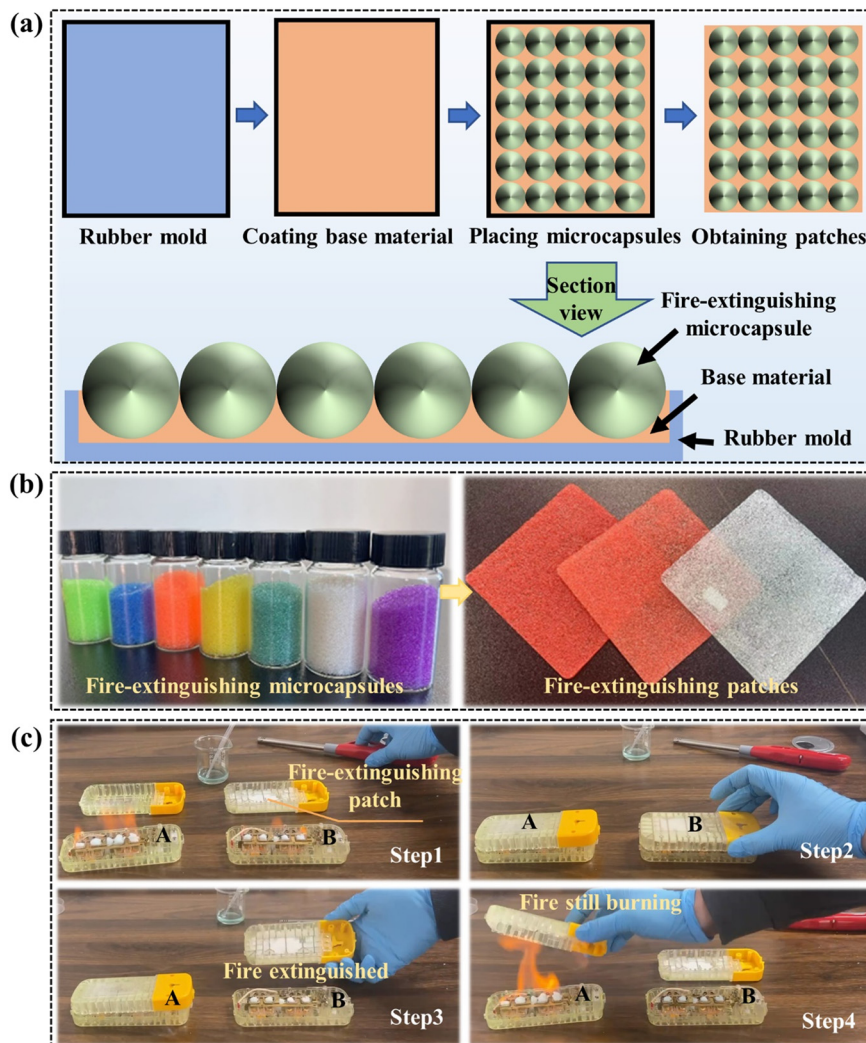 (a)
Rubber mold
Coating base material
Placing microcapsules
Obtaining patches
Section
view
Fire-extinguishing
microcapsule
Base material
Rubber mold
(b)
Fire-extinguishing microcapsules
Fire-extinguishing patches
(c)
Fire-extinguishing
patch
A
B
Step1
A
B
Step2
Fire extinguished
A
B
Step3
Fire still burning
A
B
Step4